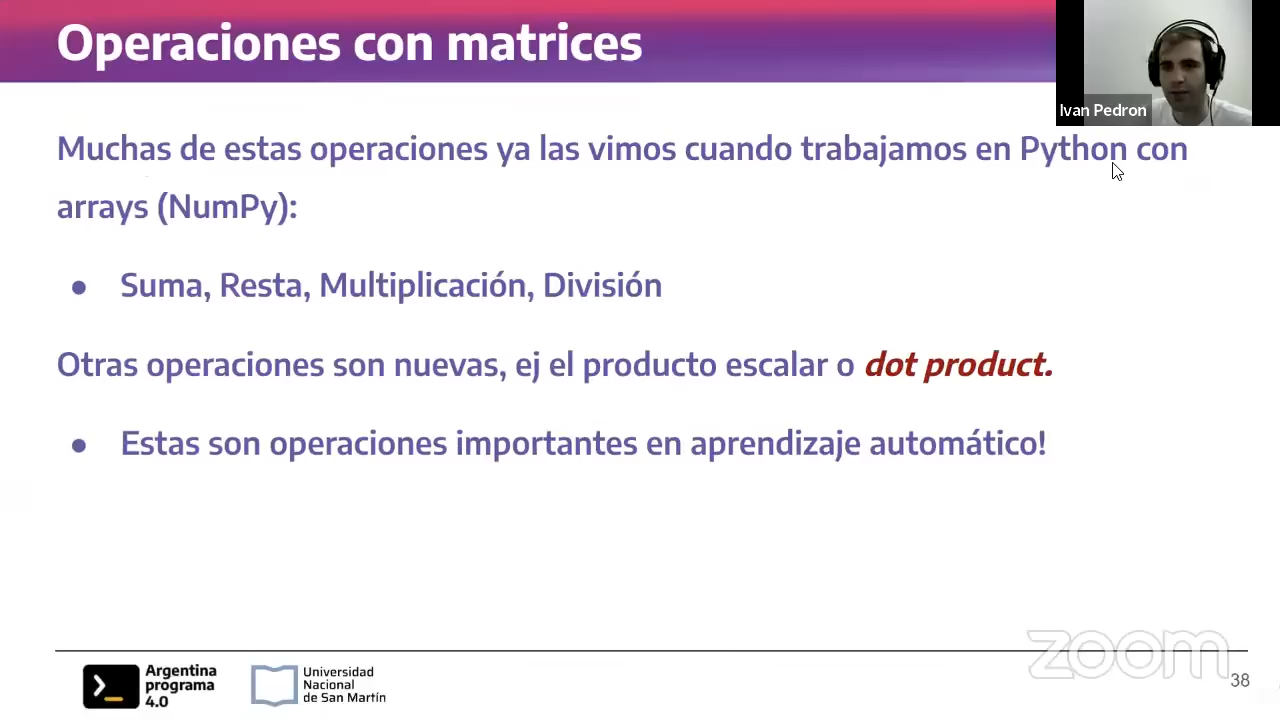 Operaciones con matrices
Ivan Pedron
Muchas de estas operaciones ya las vimos cuando trabajamos en Python con
arrays (NumPy):
● Suma, Resta, Multiplicación, División
Otras operaciones son nuevas, ej el producto escalar o dot product.
● Estas son operaciones importantes en aprendizaje automático!
zoom
Argentina
programa
4.0
Universidad
Nacional
de San Martín
38